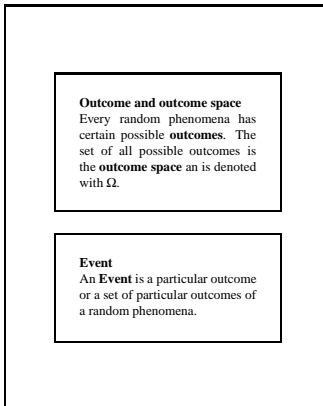 Outcome and outcome space
Every random phenomena has
certain possible outcomes. The
set of all possible outcomes is
the outcome space an is denoted
with Ω.
Event
An Event is a particular outcome
or a set of particular outcomes of
a random phenomena.